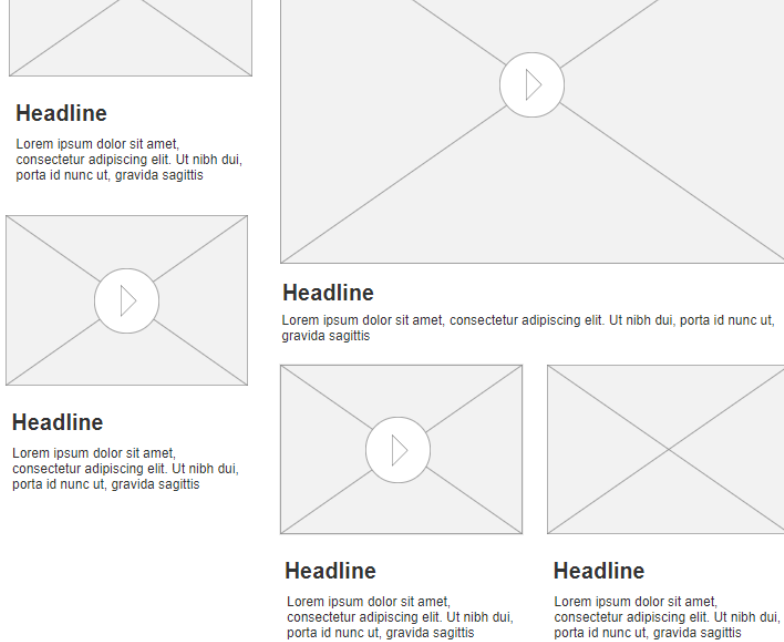 Headline
Lorem ipsum dolor sit amet,
consectetur adipiscing elit. Ut nibh dui,
porta id nunc ut, gravida sagittis
Headline
Lorem ipsum dolor sit amet,
consectetur adipiscing elit. Ut nibh dui,
porta id nunc ut, gravida sagittis
Headline
Lorem ipsum dolor sit amet, consectetur adipiscing elit. Ut nibh dui, porta id nunc ut,
gravida sagittis
Headline
Lorem ipsum dolor sit amet,
consectetur adipiscing elit. Ut nibh dui,
porta id nunc ut, gravida sagittis
Headline
Lorem ipsum dolor sit amet,
consectetur adipiscing elit. Ut nibh dui,
porta id nunc ut, gravida sagittis